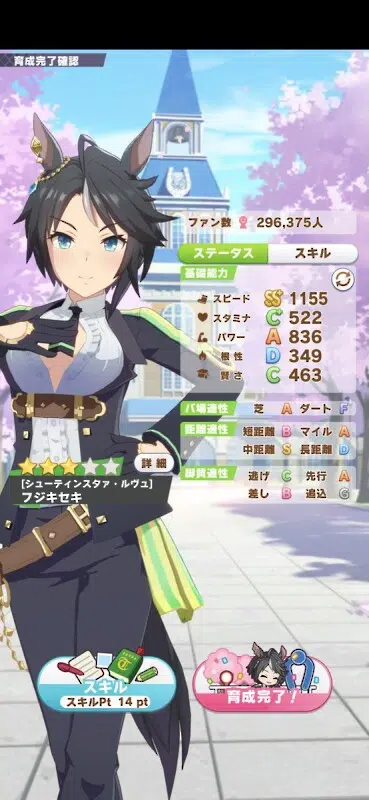 育成完了確認
ファン数 296,375人
ステータス スキル
基礎能力
スピード SS 1155
スタミナ C 522
パワー A 836
根性 D 349
賢さ C 463
バ場適性 芝 A ダート F
距離適性 短距離 B マイル A
中距離 S 長距離 D
脚質適性 逃げ C 先行 A
差し B 追込 G
詳細
[シューティンスタァ・ルヴュ]
フジキセキ
スキル
スキルPt 14 pt
育成完了!